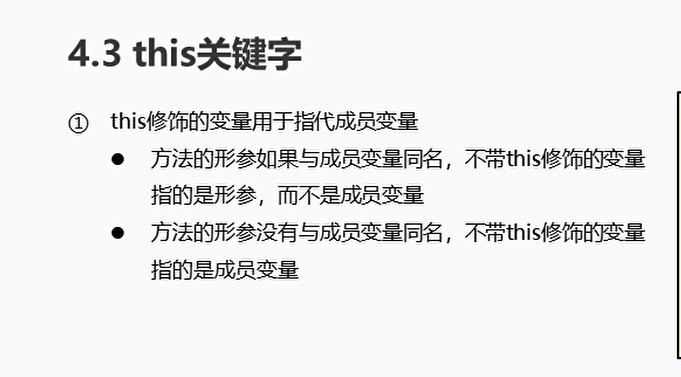 4.3 this关键字
① this修饰的变量用于指代成员变量
● 方法的形参如果与成员变量同名，不带this修饰的变量
指的是形参，而不是成员变量
● 方法的形参没有与成员变量同名，不带this修饰的变量
指的是成员变量